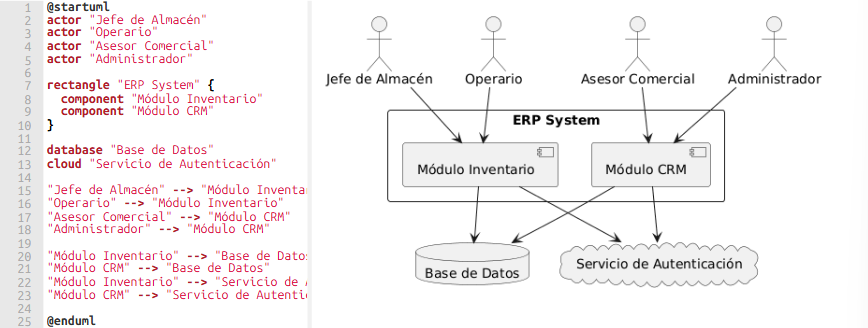 1 @startuml
2 actor "Jefe de Almacén"
3 actor "Operario"
4 actor "Asesor Comercial"
5 actor "Administrador"
6
7 rectangle "ERP System" {
8 component "Módulo Inventario"
9 component "Módulo CRM"
10 }
11
12 database "Base de Datos"
13 cloud "Servicio de Autenticación"
14
15 "Jefe de Almacén" --> "Módulo Inventa
16 "Operario" --> "Módulo Inventario"
17 "Asesor Comercial" --> "Módulo CRM"
18 "Administrador" --> "Módulo CRM"
19
20 "Módulo Inventario" --> "Base de Dato
21 "Módulo CRM" --> "Base de Datos"
22 "Módulo Inventario" --> "Servicio de
23 "Módulo CRM" --> "Servicio de Autenti
24
25 @enduml
Jefe de Almacén Operario Asesor Comercial Administrador
ERP System
Módulo Inventario Módulo CRM
Base de Datos Servicio de Autenticación